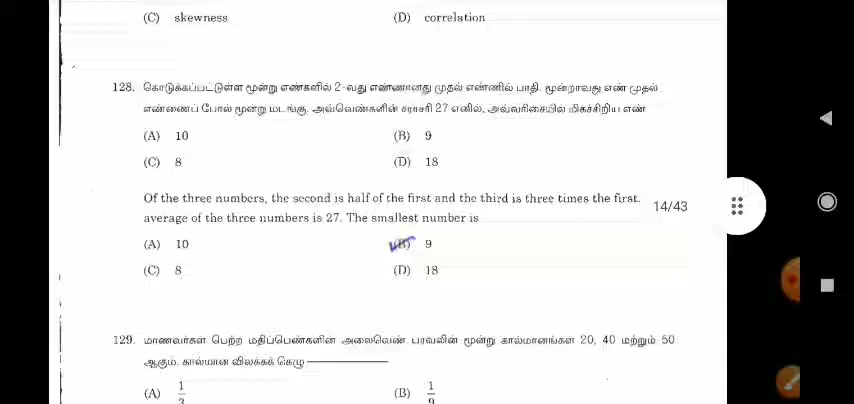 (C) skewness (D) correlation
128. கொடுக்கப்பட்டுள்ள மூன்று எண்களில் 2-வது எண்ணானது முதல் எண்ணில் பாதி. மூன்றாவது எண் முதல்
எண்ணைப் போல் மூன்று மடங்கு. அவ்வெண்களின் சராசரி 27 எனில், அவ்வரிசையில் மிகச்சிறிய எண்
(A) 10 (B) 9
(C) 8 (D) 18
Of the three numbers, the second is half of the first and the third is three times the first.
average of the three numbers is 27. The smallest number is
14/43
(A) 10 (B) 9
(C) 8 (D) 18
129. மாணவர்கள் பெற்ற மதிப்பெண்களின் அலைவெண் பரவலின் மூன்று கால்மானங்கள் 20, 40 மற்றும் 50
ஆகும். கால்மான விலக்கக் கெழு
(A) 1/3 (B) 1/9